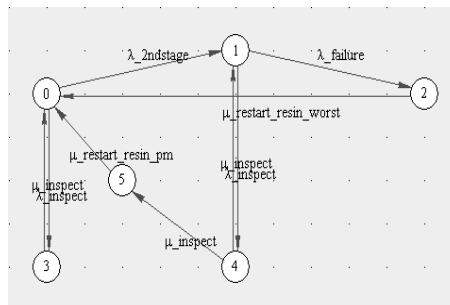 1
λ_2ndstage
λ_failure
0
2
μ_restart_resin_worst
μ_restart_resin_pm
μ_inspect
λ_inspect
5
μ_inspect
λ_inspect
μ_inspect
3
4